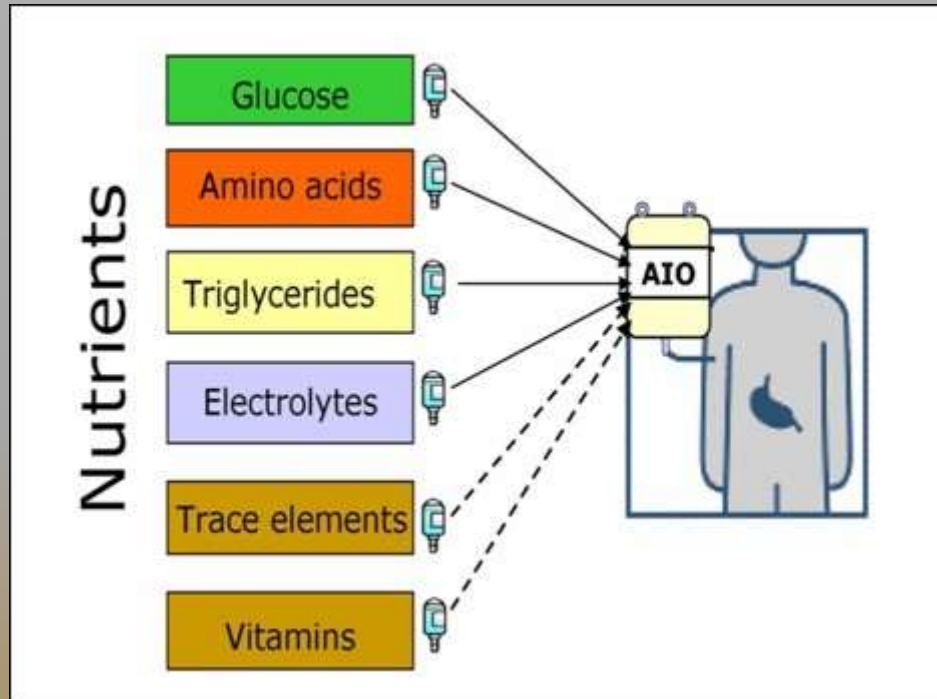 Nutrients
Glucose
Amino acids
Triglycerides
Electrolytes
Trace elements
Vitamins
AIO